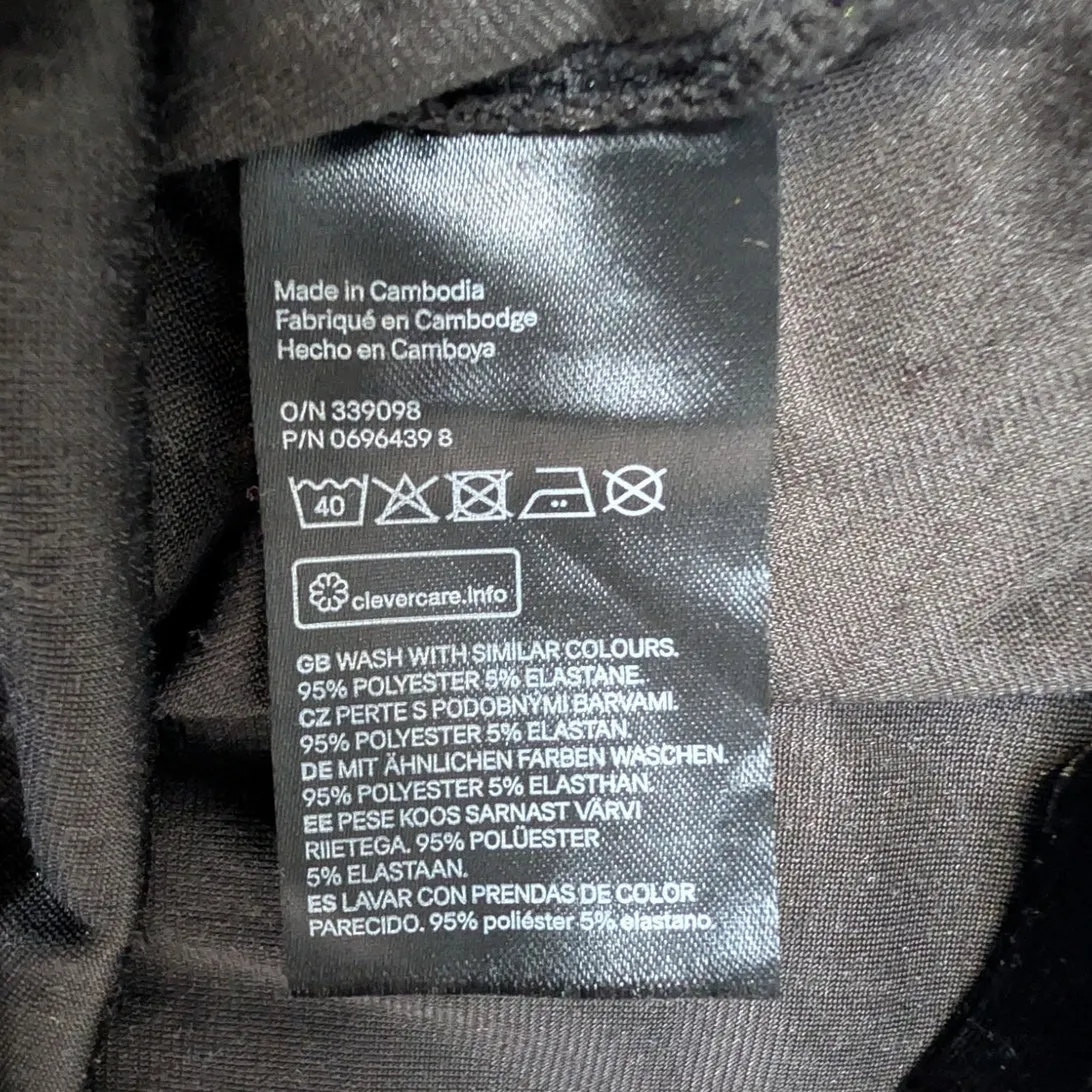 Made in Cambodia
Fabriqué en Cambodge
Hecho en Camboya
O/N 339098
P/N 0696439 8
40
clevercare.info
GB WASH WITH SIMILAR COLOURS.
95% POLYESTER 5% ELASTANE.
CZ PERTE S PODOBNÝMI BARVAMI.
95% POLYESTER 5% ELASTAN.
DE MIT ÄHNLICHEN FARBEN WASCHEN.
95% POLYESTER 5% ELASTHAN.
EE PESE KOOS SARNAST VÄRVI
RIIETEGA. 95% POLÜESTER
5% ELASTAAN.
ES LAVAR CON PRENDAS DE COLOR
PARECIDO. 95% poliéster 5% elastano.